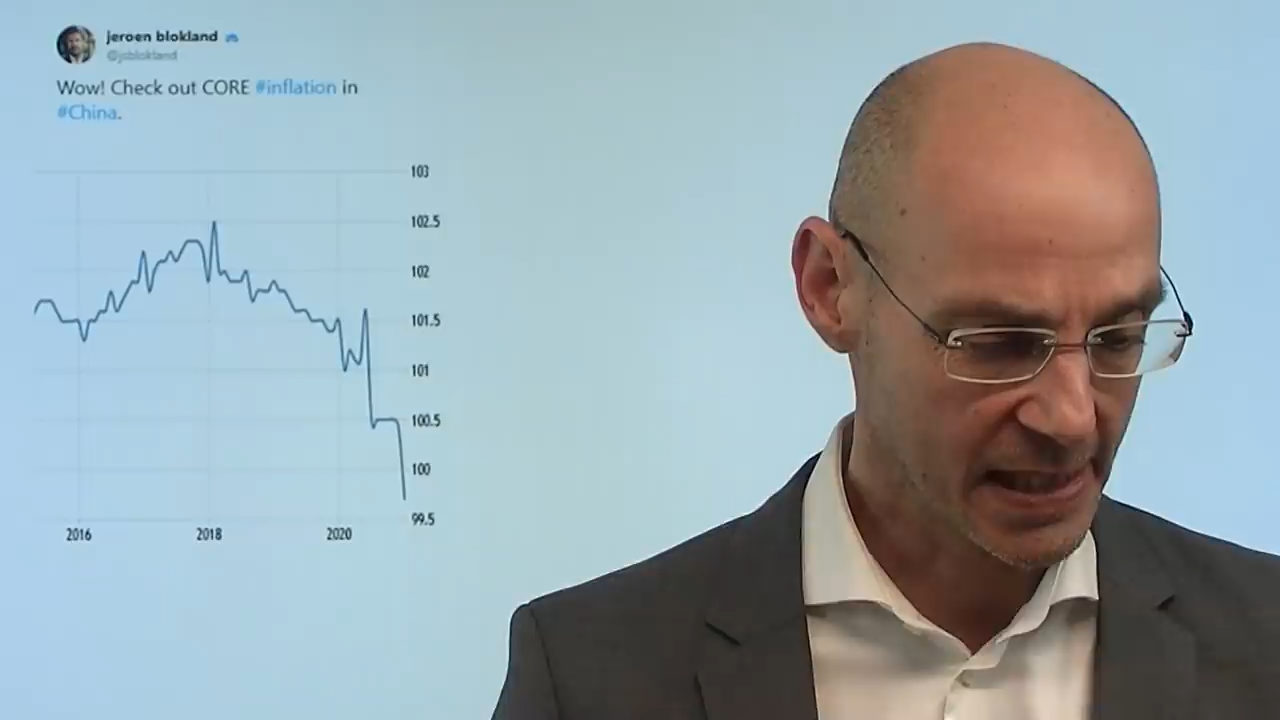 jeroen blokland
@jsblokland
Wow! Check out CORE #inflation in
#China.
103
102.5
102
101.5
101
100.5
100
99.5
2016
2018
2020